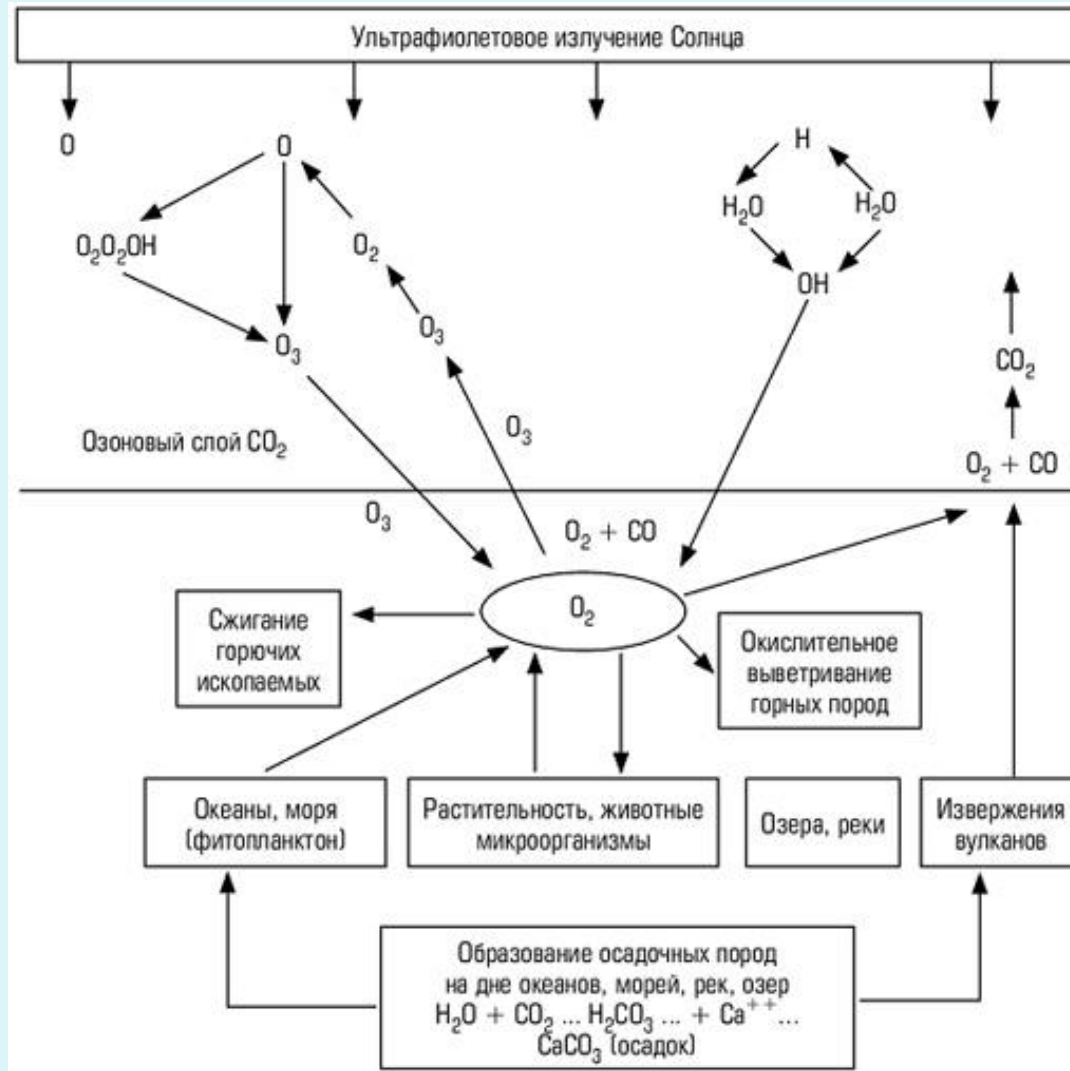 Ультрафиолетовое излучение Солнца
O
O
H
H₂O
H₂O
O₂O₂OH
O₂
OH
O₃
O₃
CO₂
O₃
Озоновый слой CO₂
O₂ + CO
O₃
O₂ + CO
O₂
Сжигание
горючих
ископаемых
Окислительное
выветривание
горных пород
Океаны, моря
(фитопланктон)
Растительность, животные
микроорганизмы
Озера, реки
Извержения
вулканов
Образование осадочных пород
на дне океанов, морей, рек, озер
H₂O + CO₂ ... H₂CO₃ ... + Ca⁺⁺...
CaCO₃ (осадок)